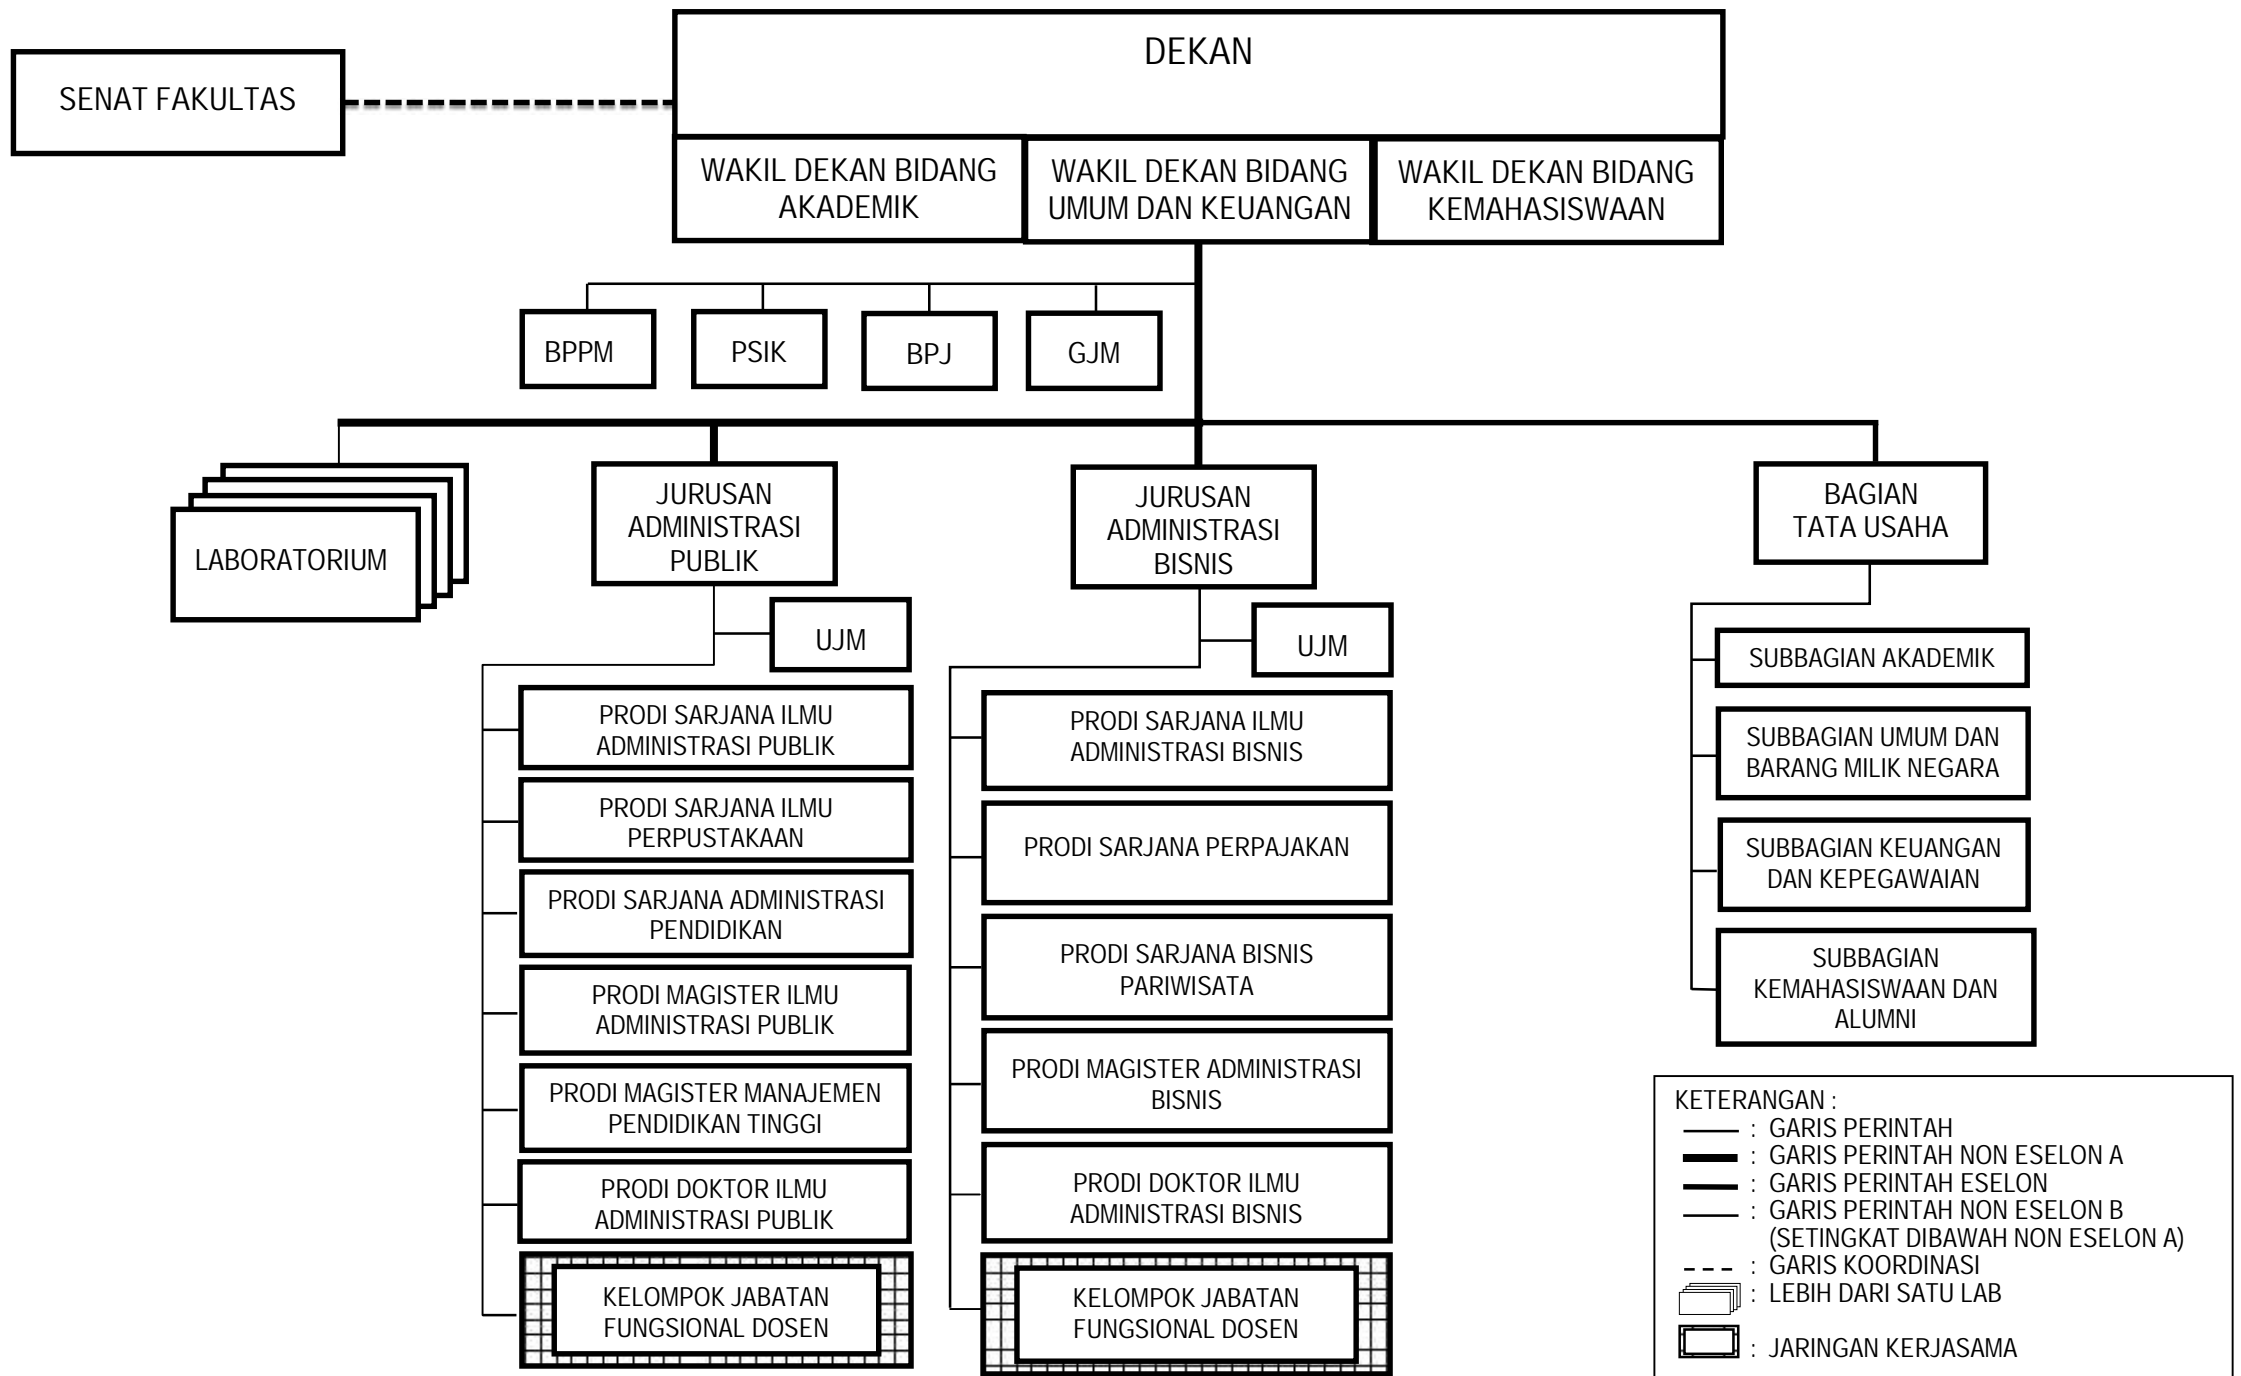 DEKAN
SENAT FAKULTAS
WAKIL DEKAN BIDANG
AKADEMIK
WAKIL DEKAN BIDANG
UMUM DAN KEUANGAN
WAKIL DEKAN BIDANG
KEMAHASISWAAN
BPPM
PSIK
BPJ
GJM
LABORATORIUM
JURUSAN
ADMINISTRASI
PUBLIK
JURUSAN
ADMINISTRASI
BISNIS
BAGIAN
TATA USAHA
UJM
PRODI SARJANA ILMU
ADMINISTRASI PUBLIK
PRODI SARJANA ILMU
PERPUSTAKAAN
PRODI SARJANA ADMINISTRASI
PENDIDIKAN
PRODI MAGISTER ILMU
ADMINISTRASI PUBLIK
PRODI MAGISTER MANAJEMEN
PENDIDIKAN TINGGI
PRODI DOKTOR ILMU
ADMINISTRASI PUBLIK
KELOMPOK JABATAN
FUNGSIONAL DOSEN
UJM
PRODI SARJANA ILMU
ADMINISTRASI BISNIS
PRODI SARJANA PERPAJAKAN
PRODI SARJANA BISNIS
PARIWISATA
PRODI MAGISTER ADMINISTRASI
BISNIS
PRODI DOKTOR ILMU
ADMINISTRASI BISNIS
KELOMPOK JABATAN
FUNGSIONAL DOSEN
SUBBAGIAN AKADEMIK
SUBBAGIAN UMUM DAN
BARANG MILIK NEGARA
SUBBAGIAN KEUANGAN
DAN KEPEGAWAIAN
SUBBAGIAN
KEMAHASISWAAN DAN
ALUMNI
KETERANGAN :
: GARIS PERINTAH
: GARIS PERINTAH NON ESELON A
: GARIS PERINTAH ESELON
: GARIS PERINTAH NON ESELON B
(SETINGKAT DIBAWAH NON ESELON A)
: GARIS KOORDINASI
: LEBIH DARI SATU LAB
: JARINGAN KERJASAMA